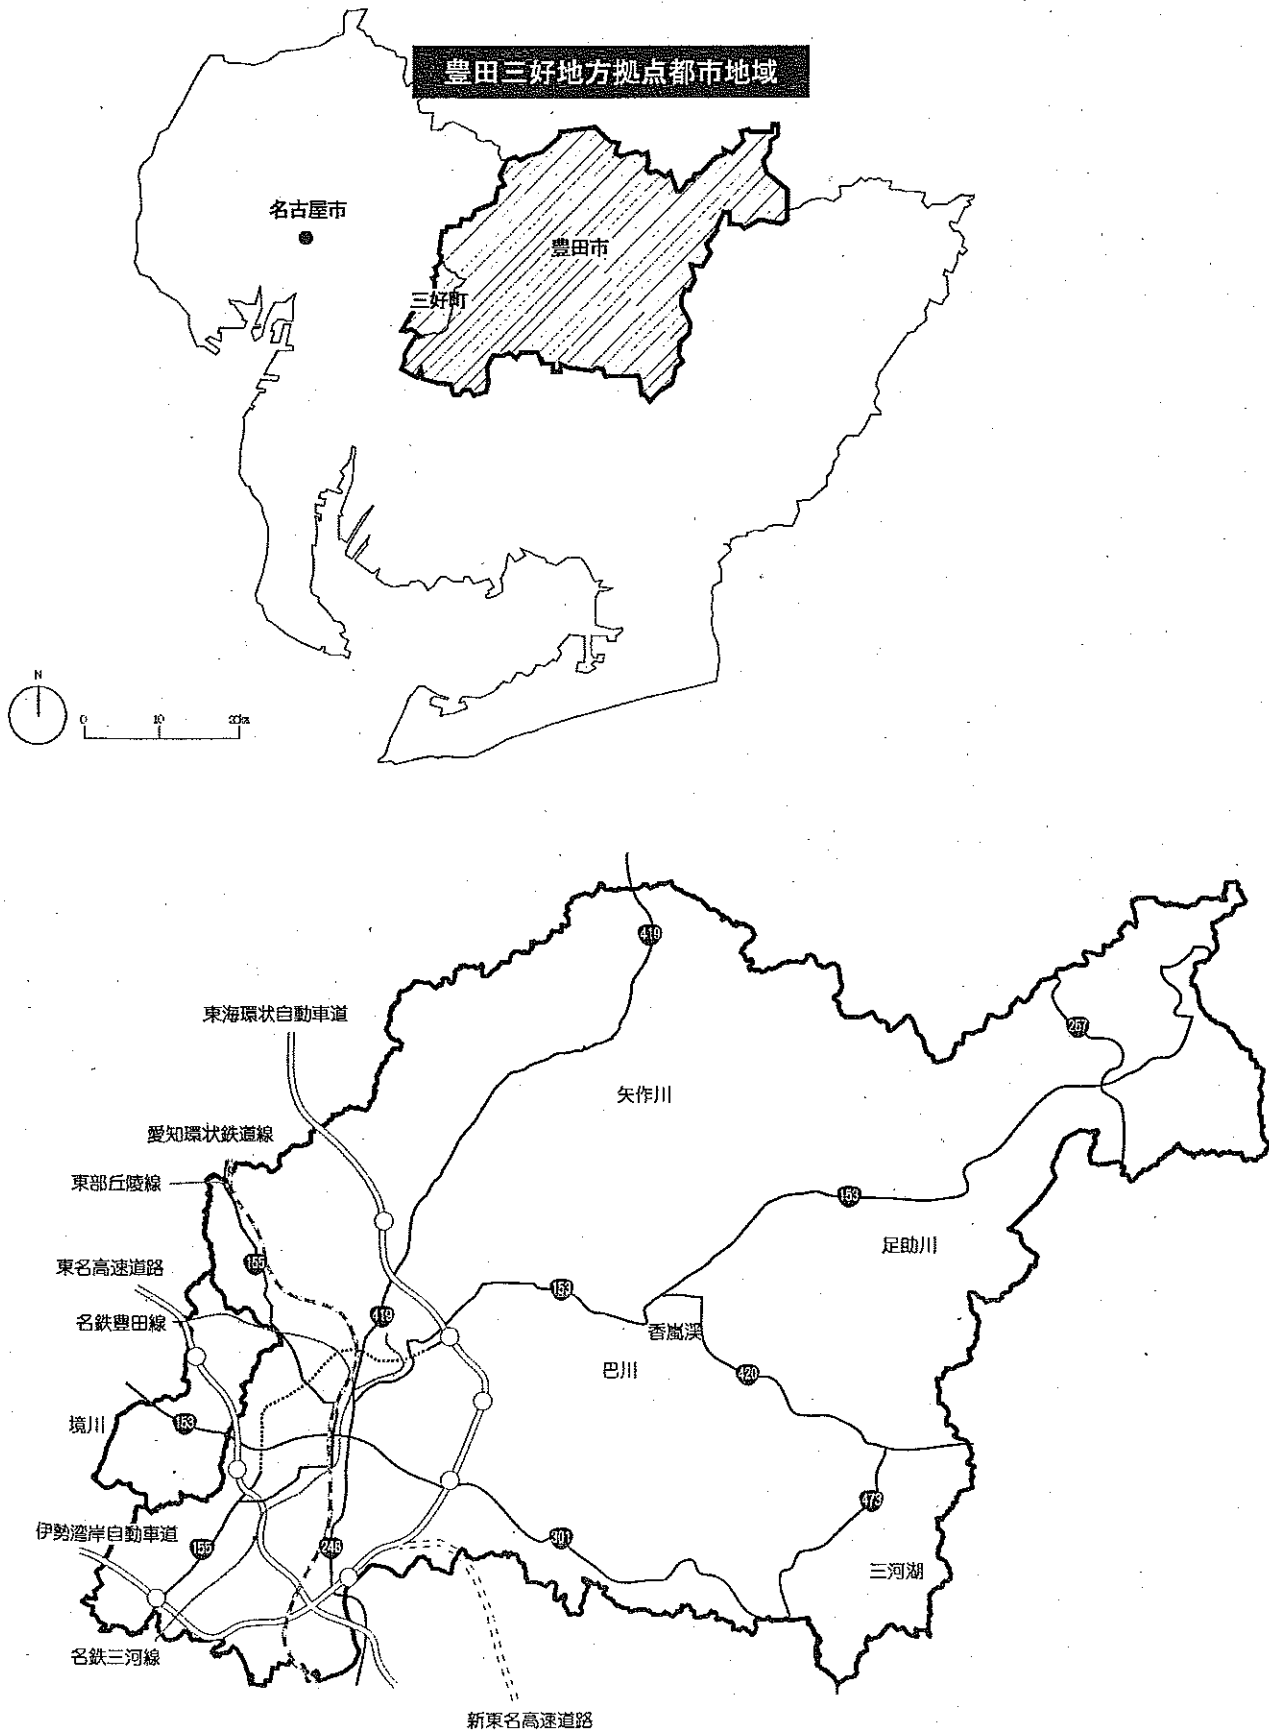 豊田三好地方拠点都市地域
名古屋市
豊田市
三好町
N
0 10 20km
419
東海環状自動車道
257
矢作川
愛知環状鉄道線
東部丘陵線
153
足助川
155
東名高速道路
153
名鉄豊田線
419
香嵐渓
巴川
420
境川
153
473
伊勢湾岸自動車道
155
248
301
三河湖
名鉄三河線
新東名高速道路